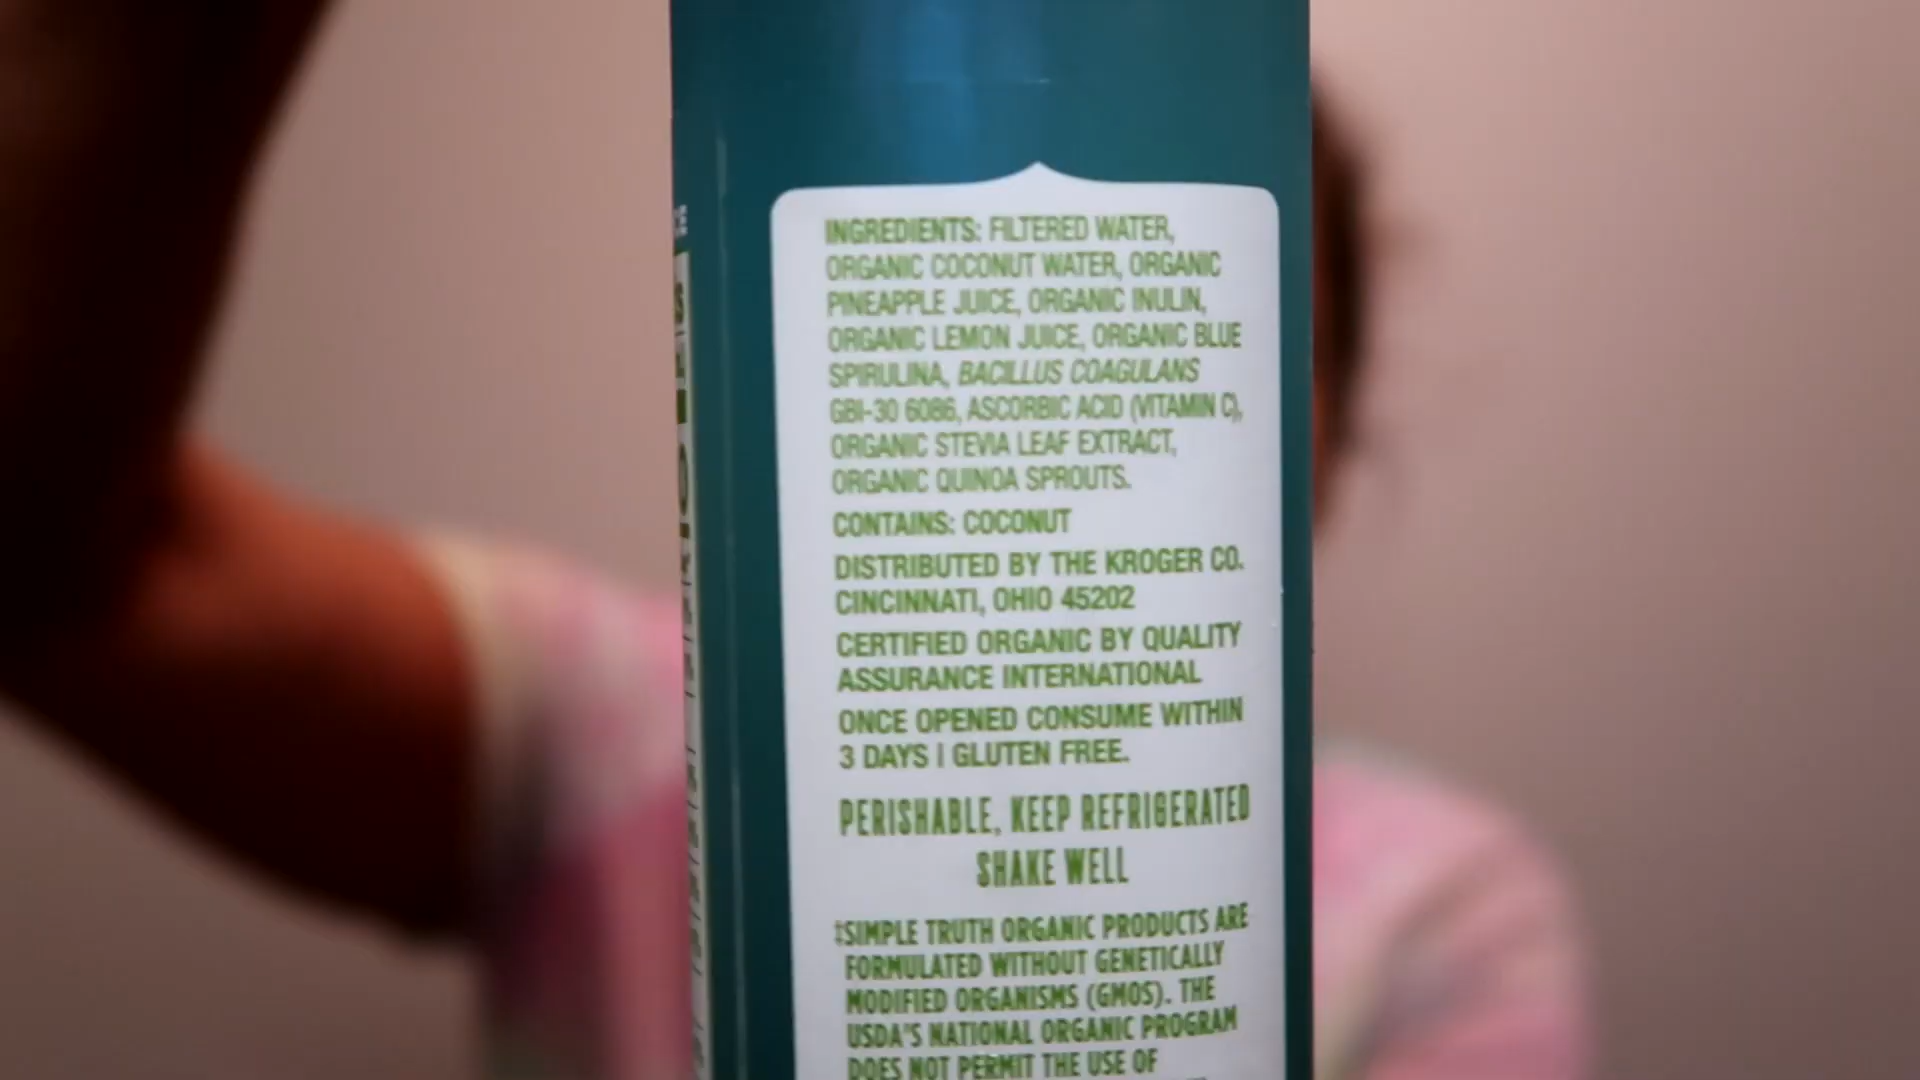 INGREDIENTS: FILTERED WATER,
ORGANIC COCONUT WATER, ORGANIC
PINEAPPLE JUICE, ORGANIC INULIN,
ORGANIC LEMON JUICE, ORGANIC BLUE
SPIRULINA, BACILLUS COAGULANS
GBI-30 6086, ASCORBIC ACID (VITAMIN C),
ORGANIC STEVIA LEAF EXTRACT,
ORGANIC QUINOA SPROUTS.
CONTAINS: COCONUT
DISTRIBUTED BY THE KROGER CO.
CINCINNATI, OHIO 45202
CERTIFIED ORGANIC BY QUALITY
ASSURANCE INTERNATIONAL
ONCE OPENED CONSUME WITHIN
3 DAYS | GLUTEN FREE.
PERISHABLE, KEEP REFRIGERATED
SHAKE WELL
‡SIMPLE TRUTH ORGANIC PRODUCTS ARE
FORMULATED WITHOUT GENETICALLY
MODIFIED ORGANISMS (GMOS). THE
USDA'S NATIONAL ORGANIC PROGRAM
DOES NOT PERMIT THE USE OF